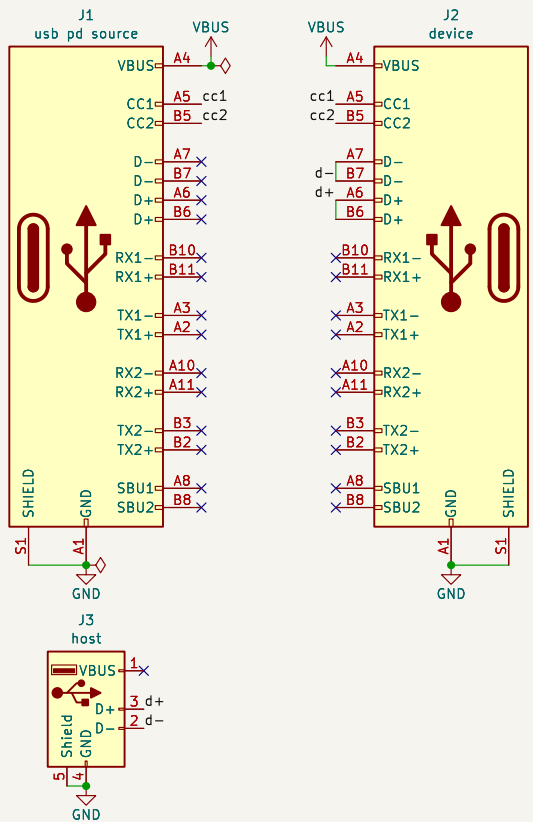 J1
usb pd source
VBUS
VBUS A4
CC1 A5 cc1
CC2 B5 cc2
D- A7
D- B7
D+ A6
D+ B6
RX1- B10
RX1+ B11
TX1- A3
TX1+ A2
RX2- A10
RX2+ A11
TX2- B3
TX2+ B2
SBU1 A8
SBU2 B8
SHIELD
GND
S1
A1
GND
J2
device
VBUS
A4 VBUS
cc1 A5 CC1
cc2 B5 CC2
A7 D-
d- B7 D-
d+ A6 D+
B6 D+
B10 RX1-
B11 RX1+
A3 TX1-
A2 TX1+
A10 RX2-
A11 RX2+
B3 TX2-
B2 TX2+
A8 SBU1
B8 SBU2
GND
SHIELD
A1
S1
GND
J3
host
VBUS 1
D+ 3 d+
D- 2 d-
Shield
GND
5
4
GND